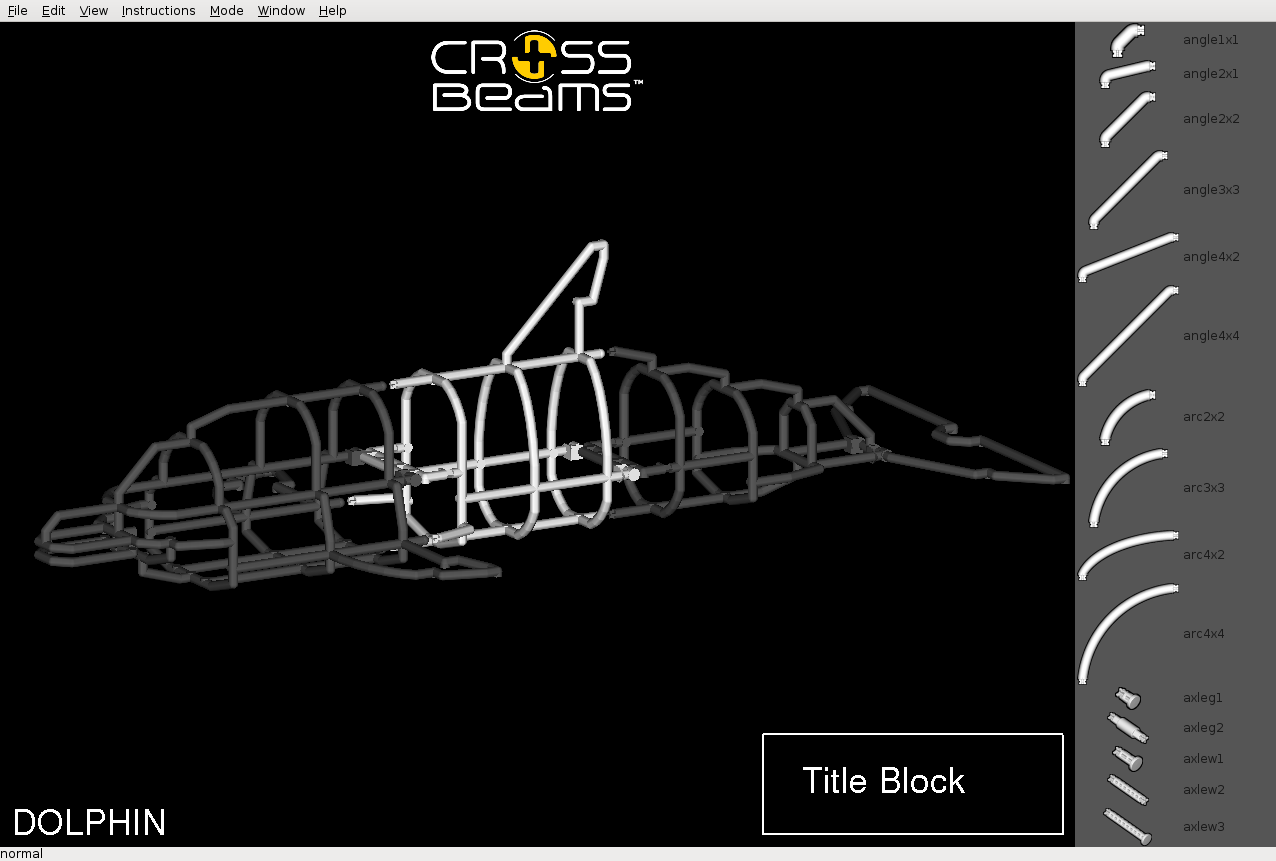 File Edit View Instructions Mode Window Help
CROSS
BeamS™
angle1x1
angle2x1
angle2x2
angle3x3
angle4x2
angle4x4
arc2x2
arc3x3
arc4x2
arc4x4
axleg1
axleg2
axlew1
axlew2
axlew3
Title Block
DOLPHIN
normal